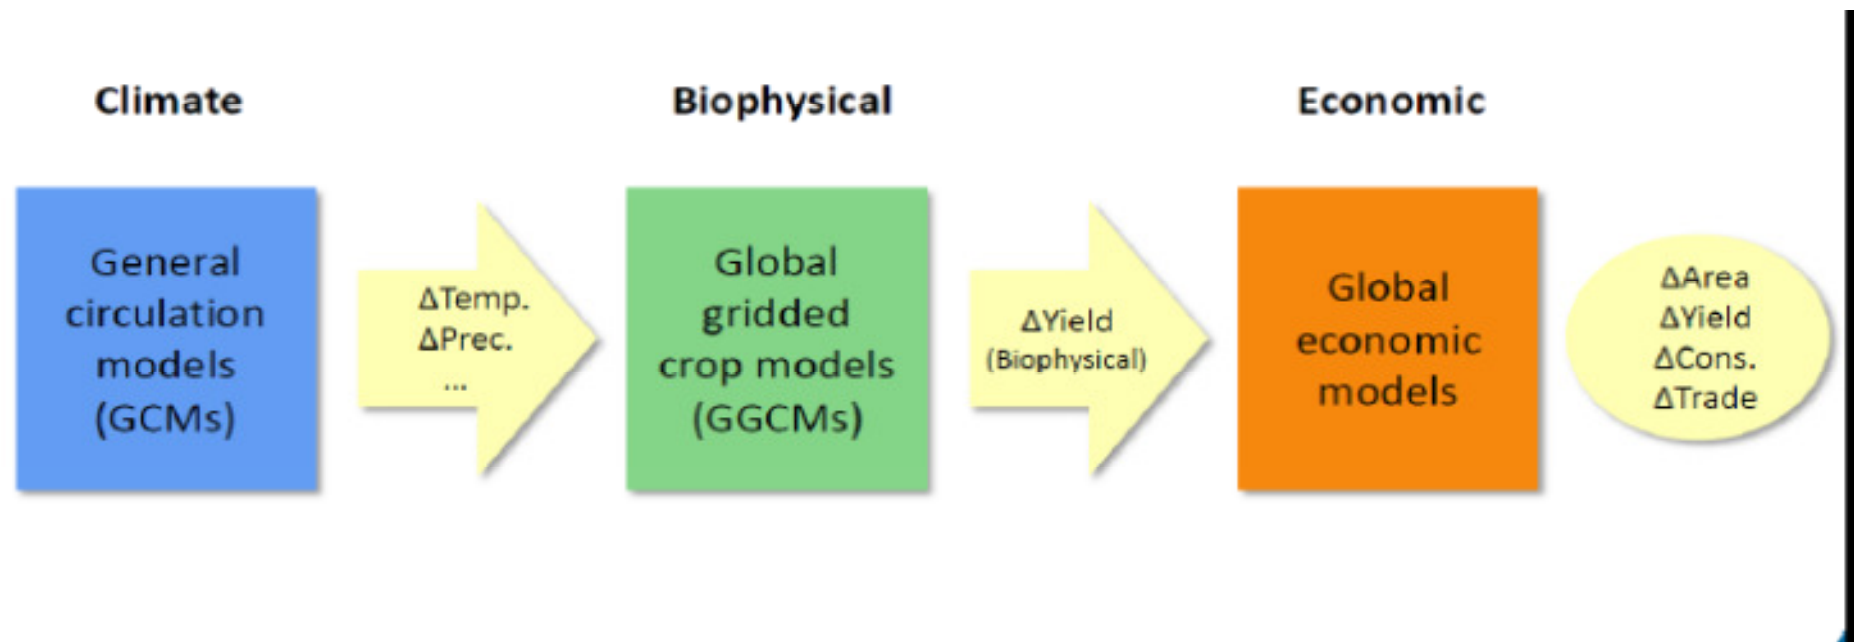 Climate
Biophysical
Economic
General
circulation
models
(GCMs)
ΔTemp.
ΔPrec.
...
Global
gridded
crop models
(GGCMs)
ΔYield
(Biophysical)
Global
economic
models
ΔArea
ΔYield
ΔCons.
ΔTrade